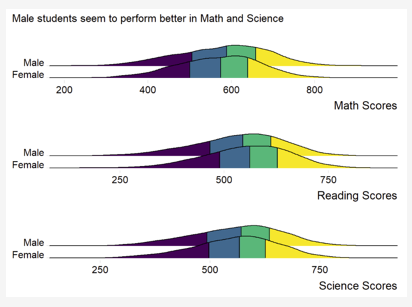 Male students seem to perform better in Math and Science
Male
Female
200 400 600 800
Math Scores
Male
Female
250 500 750
Reading Scores
Male
Female
250 500 750
Science Scores